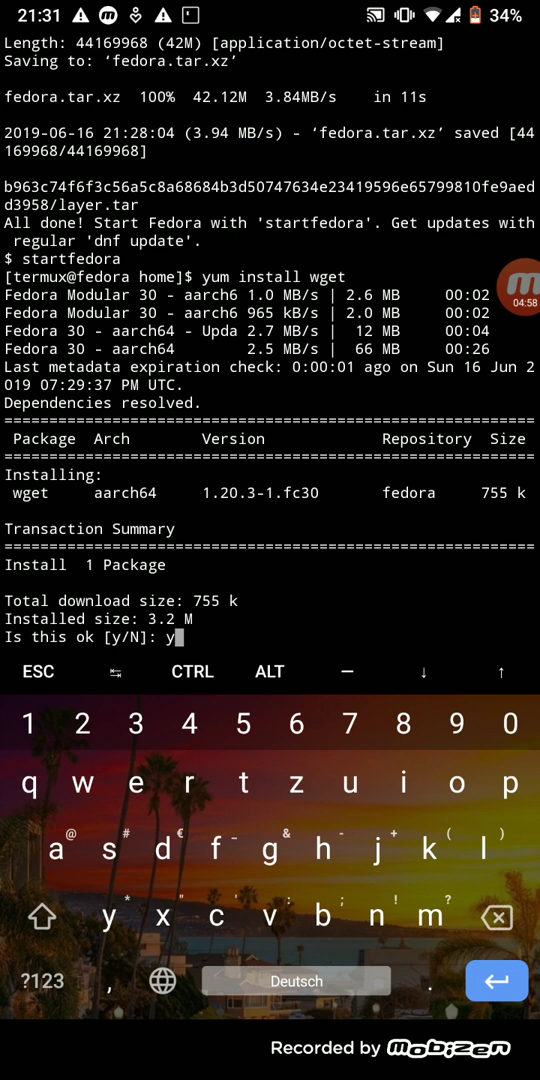 21:31 34%
Length: 44169968 (42M) [application/octet-stream]
Saving to: ‘fedora.tar.xz’
fedora.tar.xz 100% 42.12M 3.84MB/s in 11s
2019-06-16 21:28:04 (3.94 MB/s) - ‘fedora.tar.xz’ saved [44
169968/44169968]
b963c74f6f3c56a5c8a68684b3d50747634e23419596e65799810fe9aed
d3958/layer.tar
All done! Start Fedora with 'startfedora'. Get updates with
regular 'dnf update'.
$ startfedora
[termux@fedora home]$ yum install wget
Fedora Modular 30 - aarch6 1.0 MB/s | 2.6 MB 00:02
Fedora Modular 30 - aarch6 965 kB/s | 2.0 MB 00:02
Fedora 30 - aarch64 - Upda 2.7 MB/s | 12 MB 00:04
Fedora 30 - aarch64 2.5 MB/s | 66 MB 00:26
04:58
Last metadata expiration check: 0:00:01 ago on Sun 16 Jun 2
019 07:29:37 PM UTC.
Dependencies resolved.
===========================================================
Package Arch Version Repository Size
===========================================================
Installing:
wget aarch64 1.20.3-1.fc30 fedora 755 k
Transaction Summary
===========================================================
Install 1 Package
Total download size: 755 k
Installed size: 3.2 M
Is this ok [y/N]: y
ESC ↹ CTRL ALT — ↓ ↑
1 2 3 4 5 6 7 8 9 0
q w e r t z u i o p
@ # € _ & - + ( )
a s d f g h j k l
* " ' : ; ! ?
y x c v b n m
?123 , Deutsch .
Recorded by MOBIZEN